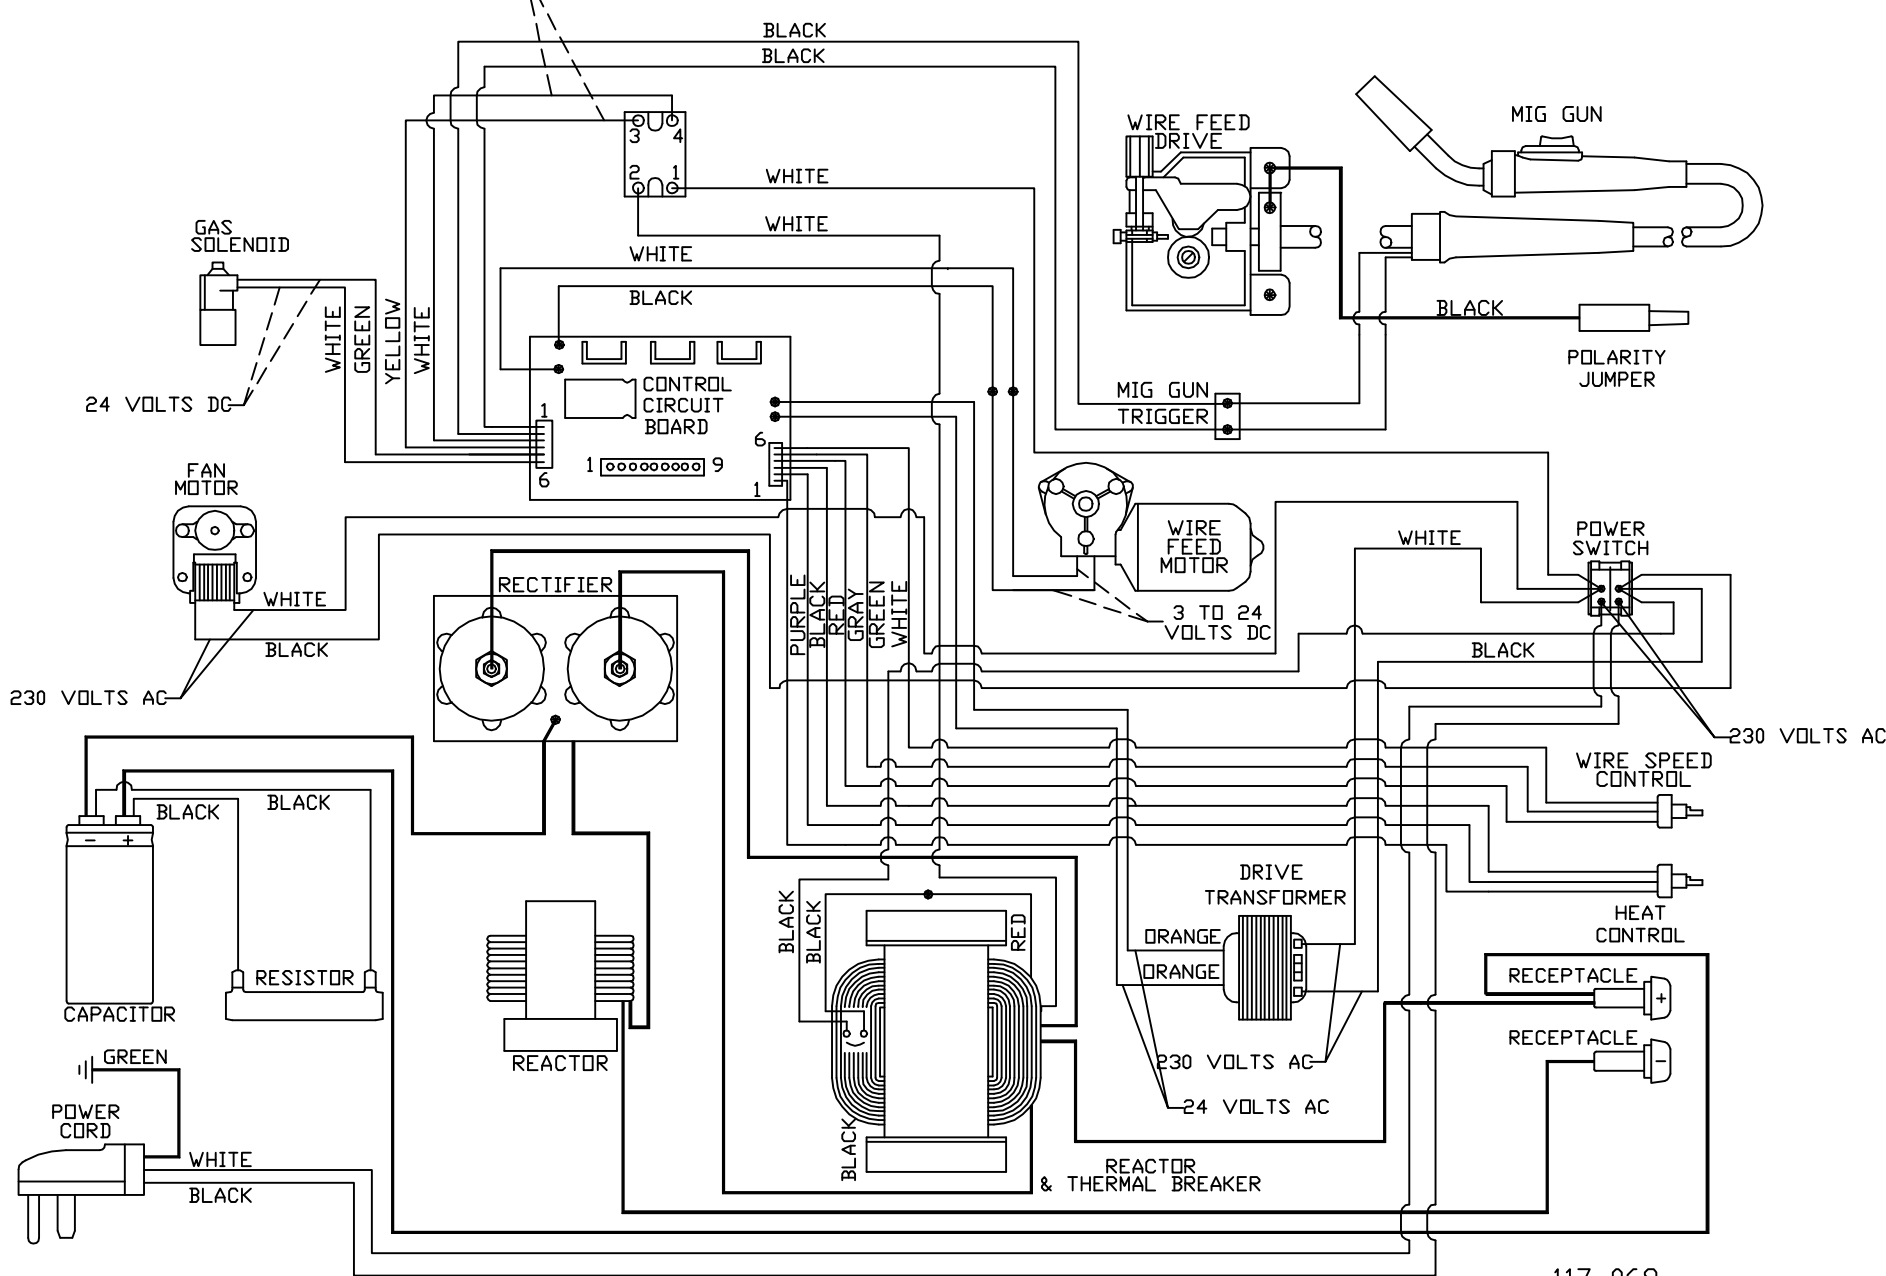 BLACK
BLACK
MIG GUN
WIRE FEED
DRIVE
3 4
2 1
WHITE
WHITE
GAS
SOLENOID
WHITE
BLACK
BLACK
WHITE
GREEN
YELLOW
WHITE
POLARITY
JUMPER
24 VOLTS DC
CONTROL
CIRCUIT
BOARD
MIG GUN
TRIGGER
1
6
6
1
1 9
FAN
MOTOR
WIRE
FEED
MOTOR
POWER
SWITCH
WHITE
RECTIFIER
WHITE
BLACK
PURPLE
BLACK
RED
GRAY
GREEN
WHITE
3 TO 24
VOLTS DC
BLACK
230 VOLTS AC
230 VOLTS AC
WIRE SPEED
CONTROL
BLACK
BLACK
- +
DRIVE
TRANSFORMER
HEAT
CONTROL
BLACK
BLACK
RED
ORANGE
ORANGE
RESISTOR
CAPACITOR
RECEPTACLE
+
RECEPTACLE
-
GREEN
REACTOR
230 VOLTS AC
24 VOLTS AC
POWER
CORD
WHITE
BLACK
BLACK
REACTOR
& THERMAL BREAKER